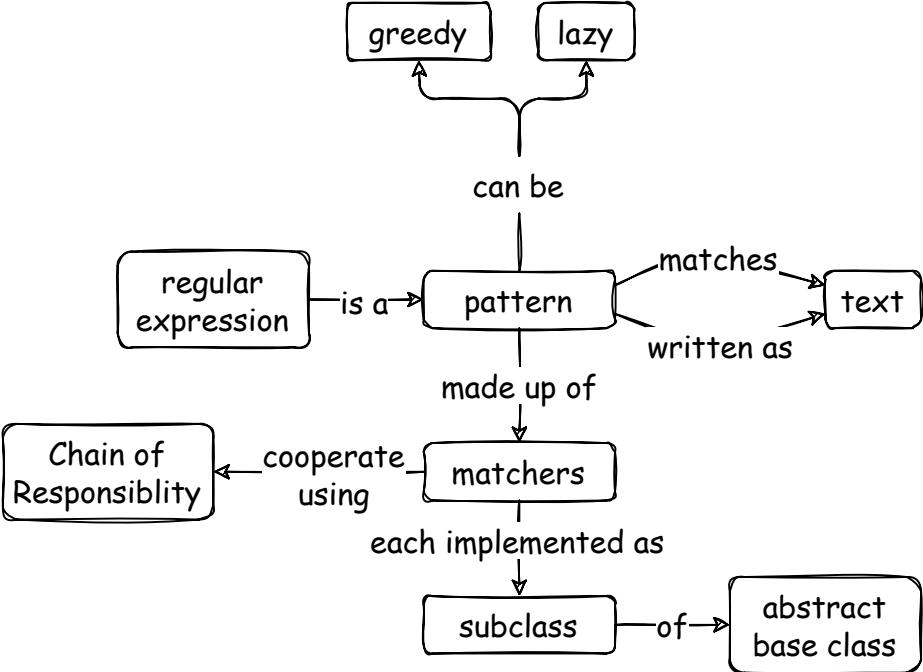 greedy
lazy
can be
regular
expression
is a
pattern
matches
written as
text
made up of
Chain of
Responsiblity
cooperate
using
matchers
each implemented as
subclass
of
abstract
base class